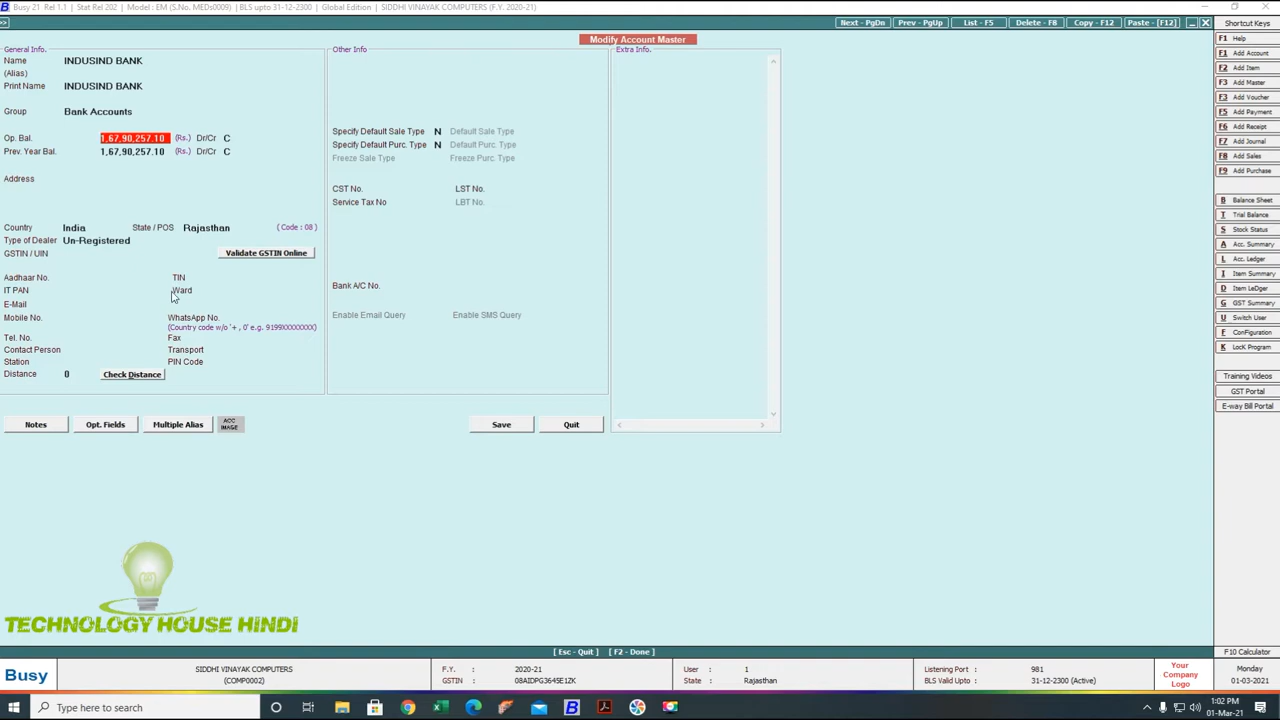 Busy 21 Rel 1.1 | Stat Rel 202 | Model : EM (S.No. MEDs0009) | BLS upto 31-12-2300 | Global Edition | SIDDHI VINAYAK COMPUTERS (F.Y. 2020-21)
>> Next - PgDn Prev - PgUp List - F5 Delete - F8 Copy - F12 Paste - [F12]
Modify Account Master
General Info.
Name INDUSIND BANK
(Alias)
Print Name INDUSIND BANK
Group Bank Accounts
Op. Bal. 1,67,90,257.10 (Rs.) Dr/Cr C
Prev. Year Bal. 1,67,90,257.10 (Rs.) Dr/Cr C
Address
Country India State / POS Rajasthan ( Code : 08 )
Type of Dealer Un-Registered
GSTIN / UIN Validate GSTIN Online
Aadhaar No. TIN
IT PAN Ward
E-Mail
Mobile No. WhatsApp No.
(Country code w/o '+ , 0' e.g. 9199XXXXXXXX)
Tel. No. Fax
Contact Person Transport
Station PIN Code
Distance 0 Check Distance
Other Info
Specify Default Sale Type N Default Sale Type
Specify Default Purc. Type N Default Purc. Type
Freeze Sale Type Freeze Purc. Type
CST No. LST No.
Service Tax No LBT No.
Bank A/C No.
Enable Email Query Enable SMS Query
Extra Info.
Notes Opt. Fields Multiple Alias ACC IMAGE Save Quit
Shortcut Keys
F1 Help
F1 Add Account
F2 Add Item
F3 Add Master
F3 Add Voucher
F5 Add Payment
F6 Add Receipt
F7 Add Journal
F8 Add Sales
F9 Add Purchase
B Balance Sheet
T Trial Balance
S Stock Status
A Acc. Summary
L Acc. Ledger
I Item Summary
D Item LeDger
G GST Summary
U Switch User
F ConFiguration
K LocK Program
Training Videos
GST Portal
E-way Bill Portal
TECHNOLOGY HOUSE HINDI
[ Esc - Quit ] [ F2 - Done ] F10 Calculator
Busy SIDDHI VINAYAK COMPUTERS
(COMP0002)
F.Y. : 2020-21
GSTIN : 08AIDPG3645E1ZK
User : 1
State : Rajasthan
Listening Port : 981
BLS Valid Upto : 31-12-2300 (Active)
Your
Company
Logo
Monday
01-03-2021
Type here to search
1:02 PM
01-Mar-21